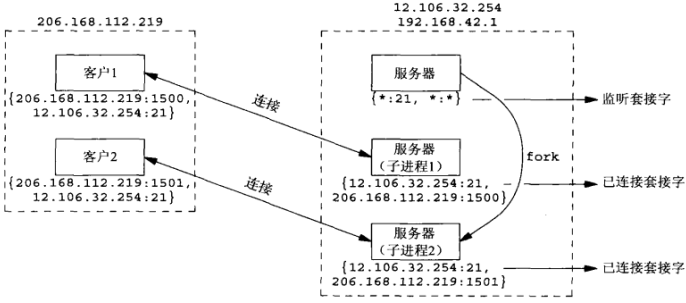 206.168.112.219
12.106.32.254
192.168.42.1
客户1
{206.168.112.219:1500,
12.106.32.254:21}
客户2
{206.168.112.219:1501,
12.106.32.254:21}
连接
连接
服务器
{*:21, *:*}
监听套接字
fork
服务器
(子进程1)
{12.106.32.254:21,
206.168.112.219:1500}
已连接套接字
服务器
(子进程2)
{12.106.32.254:21,
206.168.112.219:1501}
已连接套接字